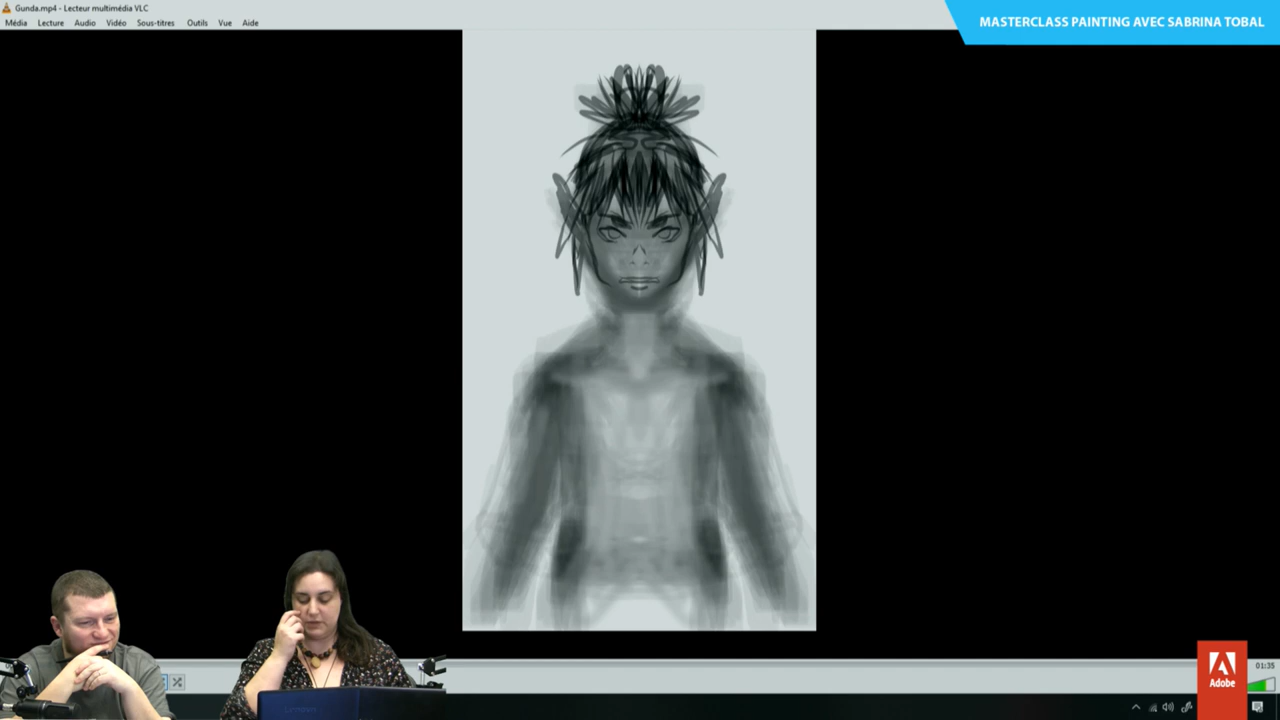 Gunda.mp4 - Lecteur multimédia VLC
Média Lecture Audio Vidéo Sous-titres Outils Vue Aide
MASTERCLASS PAINTING AVEC SABRINA TOBAL
01:35
Adobe